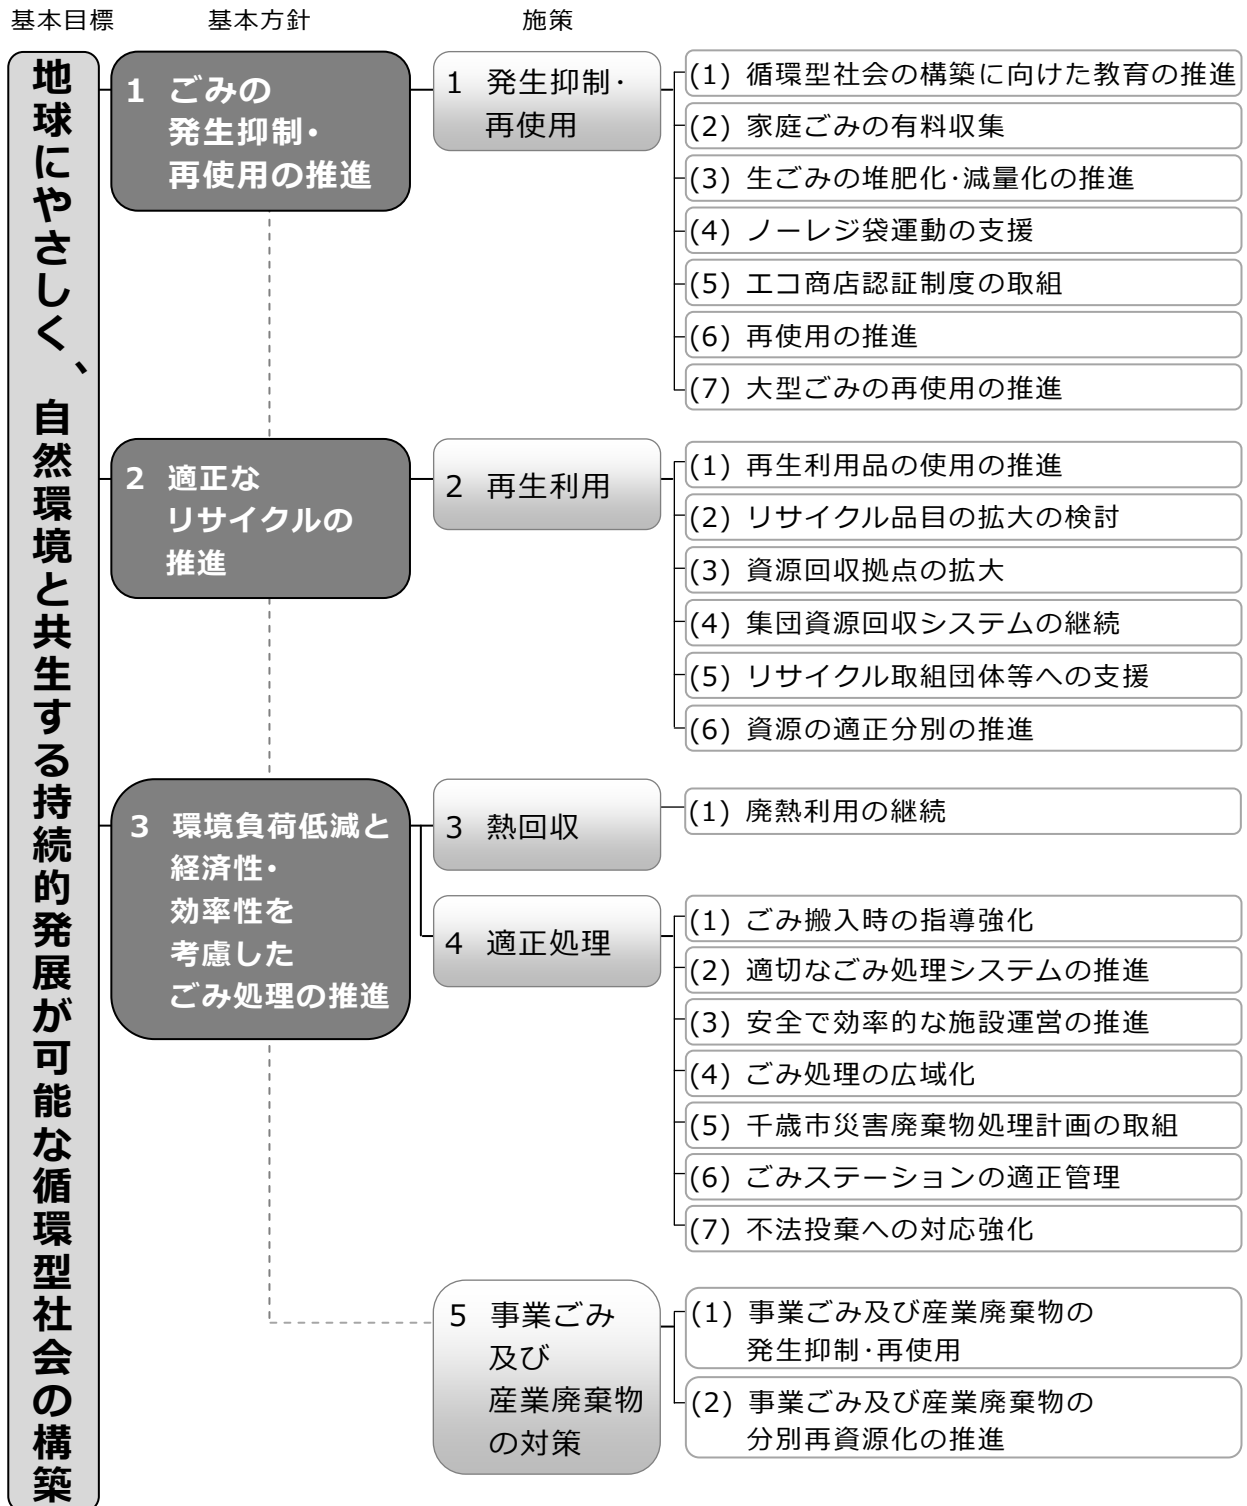 基本目標
基本方針
施策
地球にやさしく、自然環境と共生する持続的発展が可能な循環型社会の構築
1 ごみの
発生抑制・
再使用の推進
1 発生抑制・
再使用
(1) 循環型社会の構築に向けた教育の推進
(2) 家庭ごみの有料収集
(3) 生ごみの堆肥化・減量化の推進
(4) ノーレジ袋運動の支援
(5) エコ商店認証制度の取組
(6) 再使用の推進
(7) 大型ごみの再使用の推進
2 適正な
リサイクルの
推進
2 再生利用
(1) 再生利用品の使用の推進
(2) リサイクル品目の拡大の検討
(3) 資源回収拠点の拡大
(4) 集団資源回収システムの継続
(5) リサイクル取組団体等への支援
(6) 資源の適正分別の推進
3 環境負荷低減と
経済性・
効率性を
考慮した
ごみ処理の推進
3 熱回収
(1) 廃熱利用の継続
4 適正処理
(1) ごみ搬入時の指導強化
(2) 適切なごみ処理システムの推進
(3) 安全で効率的な施設運営の推進
(4) ごみ処理の広域化
(5) 千歳市災害廃棄物処理計画の取組
(6) ごみステーションの適正管理
(7) 不法投棄への対応強化
5 事業ごみ
及び
産業廃棄物
の対策
(1) 事業ごみ及び産業廃棄物の
発生抑制・再使用
(2) 事業ごみ及び産業廃棄物の
分別再資源化の推進